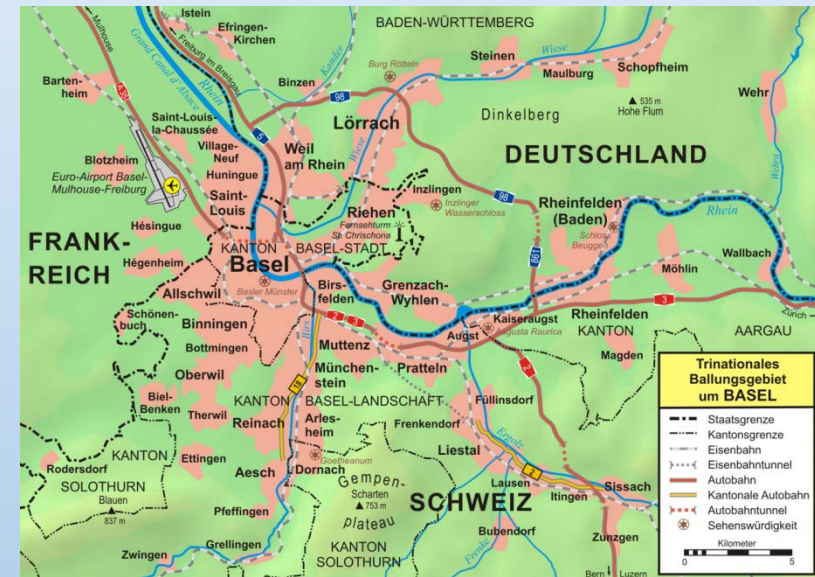 Mulhouse
Istein
Efringen-
Kirchen
BADEN-WÜRTTEMBERG
Grand Canal d'Alsace
Freiburg im Breisgau
Rhein
Kander
Burg Rötteln
Steinen
Wiese
Maulburg
Schopfheim
Barten-
heim
A35
Binzen
98
535 m
Hohe Flum
Wehr
Saint-Louis-
la-Chaussée
5
Lörrach
Dinkelberg
Village-
Neuf
Weil
am Rhein
Wiese
DEUTSCHLAND
Wehra
Blotzheim
Huningue
Euro-Airport Basel-
Mulhouse-Freiburg
Saint-
Louis
Inzlingen
Inzlinger
Wasserschloss
98
Rheinfelden
(Baden)
Rhein
Riehen
Fernsehturm
St. Chrischona
Schloss
Beuggen
Hésingue
FRANK-
REICH
KANTON
BASEL-STADT
Hégenheim
Basel
861
Wallbach
Möhlin
Basler Münster
Birs-
felden
Grenzach-
Wyhlen
Allschwil
Schönen-
buch
Binningen
2
3
Kaiseraugst
Augst
Augusta Raurica
Rheinfelden
3
Zürich
KANTON
AARGAU
Birs
Muttenz
Bottmingen
Magden
München-
stein
Pratteln
2
Oberwil
18
Biel-
Benken
Therwil
KANTON
BASEL-LANDSCHAFT
Füllinsdorf
Reinach
Arles-
heim
Frenkendorf
Ergolz
KANTON
SOLOTHURN
Rodersdorf
Ettingen
Goetheanum
Liestal
2
Aesch
Dornach
Gempen-
Scharten
753 m
plateau
Lausen
Itingen
Sissach
Blauen
837 m
Pfeffingen
SCHWEIZ
Bubendorf
Zunzgen
Zwingen
Grellingen
KANTON
SOLOTHURN
Frenke
Bern
Luzern
Trinationales
Ballungsgebiet
um BASEL
Staatsgrenze
Kantonsgrenze
Eisenbahn
Eisenbahntunnel
Autobahn
Kantonale Autobahn
Autobahntunnel
Sehenswürdigkeit
Kilometer
0
5